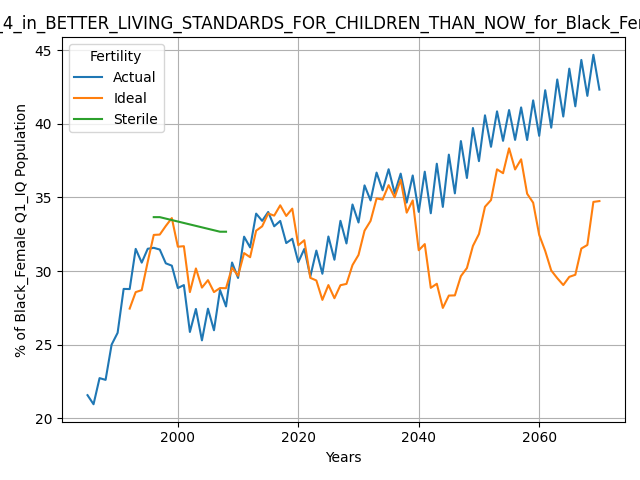 _4_in_BETTER_LIVING_STANDARDS_FOR_CHILDREN_THAN_NOW_for_Black_Fem
Fertility
Actual
Ideal
Sterile
% of Black_Female Q1_IQ Population
45
40
35
30
25
20
2000
2020
2040
2060
Years